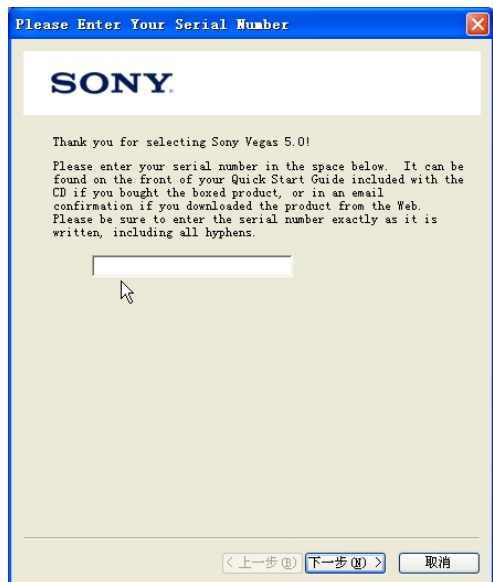 Please Enter Your Serial Number
SONY
Thank you for selecting Sony Vegas 5.0!
Please enter your serial number in the space below. It can be
found on the front of your Quick Start Guide included with the
CD if you bought the boxed product, or in an email
confirmation if you downloaded the product from the Web.
Please be sure to enter the serial number exactly as it is
written, including all hyphens.
< 上一步(B) 下一步(N) > 取消